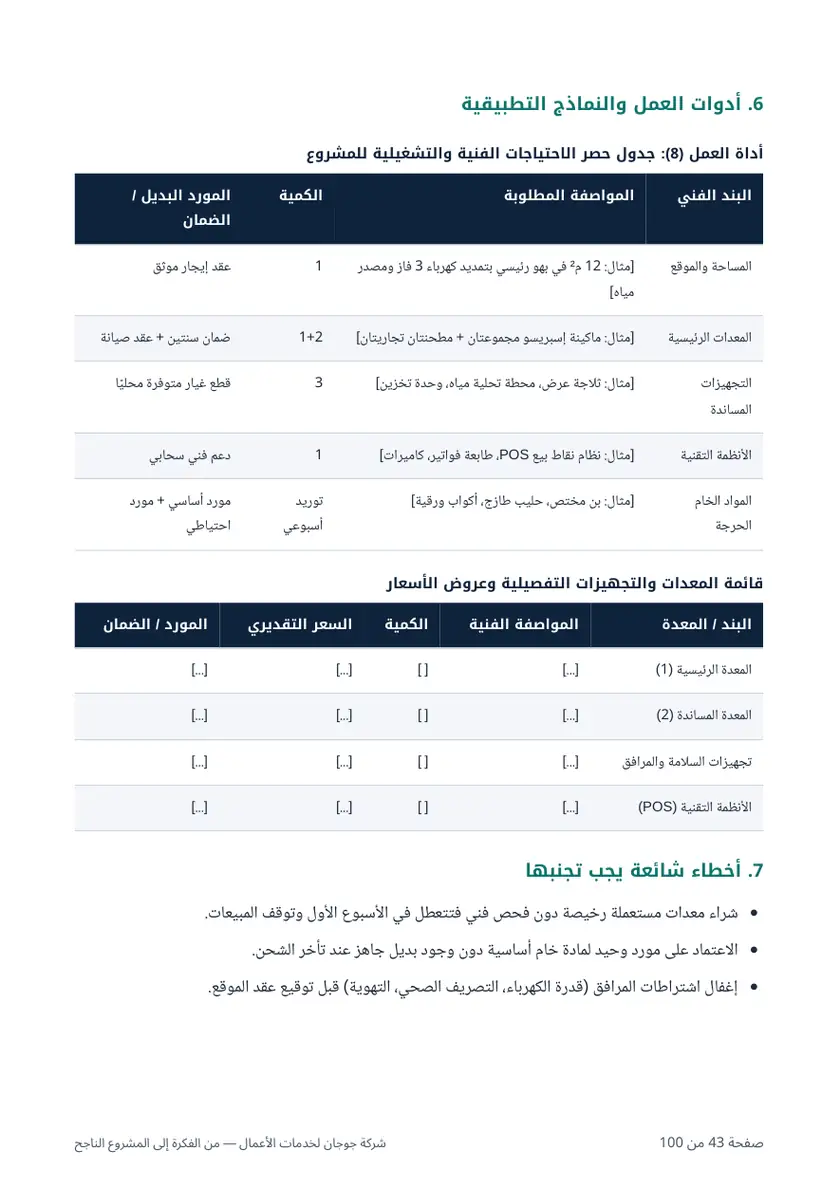 6. أدوات العمل والنماذج التطبيقية
أداة العمل (8): جدول حصر الاحتياجات الفنية والتشغيلية للمشروع
البند الفني المواصفة المطلوبة الكمية المورد البديل /
الضمان
المساحة والموقع [مثال: 12 م² في بهو رئيسي بتمديد كهرباء 3 فاز ومصدر 1 عقد إيجار موثق
مياه]
المعدات الرئيسية [مثال: ماكينة إسبريسو مجموعتان + مطحنتان تجاريتان] 1+2 ضمان سنتين + عقد صيانة
التجهيزات [مثال: ثلاجة عرض، محطة تحلية مياه، وحدة تخزين] 3 قطع غيار متوفرة محليًا
المساندة
الأنظمة التقنية [مثال: نظام نقاط بيع POS، طابعة فواتير، كاميرات] 1 دعم فني سحابي
المواد الخام [مثال: بن مختص، حليب طازج، أكواب ورقية] توريد مورد أساسي + مورد
الحرجة أسبوعي احتياطي
قائمة المعدات والتجهيزات التفصيلية وعروض الأسعار
البند / المعدة المواصفة الفنية الكمية السعر التقديري المورد / الضمان
المعدة الرئيسية (1) [...] [ ] [...] [...]
المعدة المساندة (2) [...] [ ] [...] [...]
تجهيزات السلامة والمرافق [...] [ ] [...] [...]
الأنظمة التقنية (POS) [...] [ ] [...] [...]
7. أخطاء شائعة يجب تجنبها
• شراء معدات مستعملة رخيصة دون فحص فني فتتعطل في الأسبوع الأول وتوقف المبيعات.
• الاعتماد على مورد وحيد لمادة خام أساسية دون وجود بديل جاهز عند تأخر الشحن.
• إغفال اشتراطات المرافق (قدرة الكهرباء، التصريف الصحي، التهوية) قبل توقيع عقد الموقع.
صفحة 43 من 100 شركة جوجان لخدمات الأعمال — من الفكرة إلى المشروع الناجح